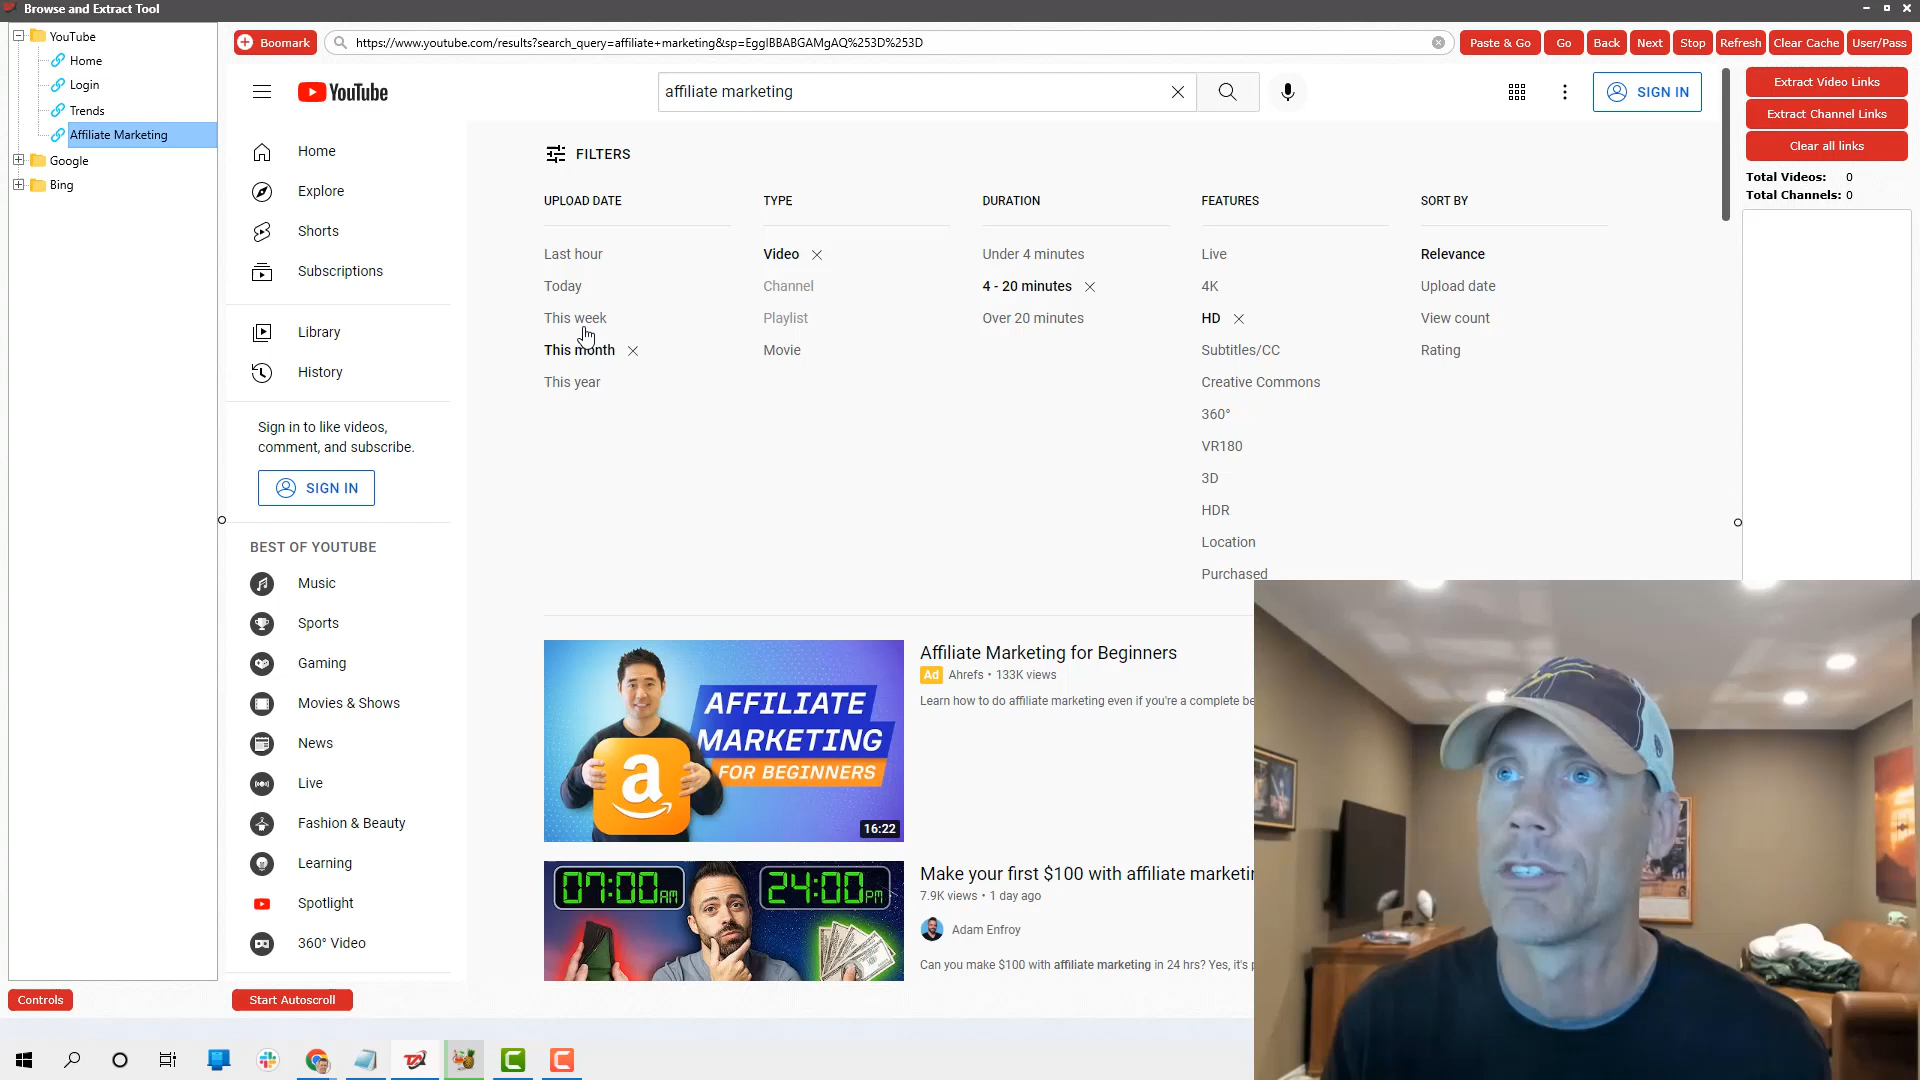 Browse and Extract Tool
YouTube
Home
Login
Trends
Affiliate Marketing
Google
Bing
Boomark
https://www.youtube.com/results?search_query=affiliate+marketing&sp=EggIBBABGAMgAQ%253D%253D
Paste & Go
Go
Back
Next
Stop
Refresh
Clear Cache
User/Pass
YouTube
affiliate marketing
SIGN IN
Extract Video Links
Extract Channel Links
Clear all links
Total Videos: 0
Total Channels: 0
Home
Explore
Shorts
Subscriptions
Library
History
Sign in to like videos,
comment, and subscribe.
SIGN IN
BEST OF YOUTUBE
Music
Sports
Gaming
Movies & Shows
News
Live
Fashion & Beauty
Learning
Spotlight
360° Video
FILTERS
UPLOAD DATE
Last hour
Today
This week
This month
This year
TYPE
Video
Channel
Playlist
Movie
DURATION
Under 4 minutes
4 - 20 minutes
Over 20 minutes
FEATURES
Live
4K
HD
Subtitles/CC
Creative Commons
360°
VR180
3D
HDR
Location
Purchased
SORT BY
Relevance
Upload date
View count
Rating
AFFILIATE
MARKETING
FOR BEGINNERS
a
16:22
Affiliate Marketing for Beginners
Ad Ahrefs • 133K views
Learn how to do affiliate marketing even if you're a complete be
07:00AM
24:00PM
Make your first $100 with affiliate marketin
7.9K views • 1 day ago
Adam Enfroy
Can you make $100 with affiliate marketing in 24 hrs? Yes, it's p
Controls
Start Autoscroll